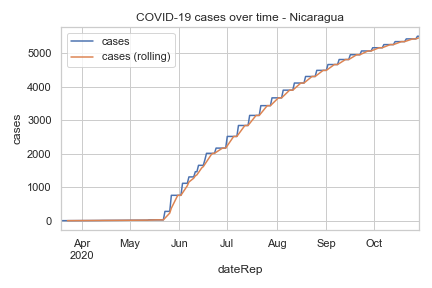 COVID-19 cases over time - Nicaragua
cases
cases (rolling)
5000
4000
3000
2000
1000
0
cases
Apr
2020
May
Jun
Jul
Aug
Sep
Oct
dateRep